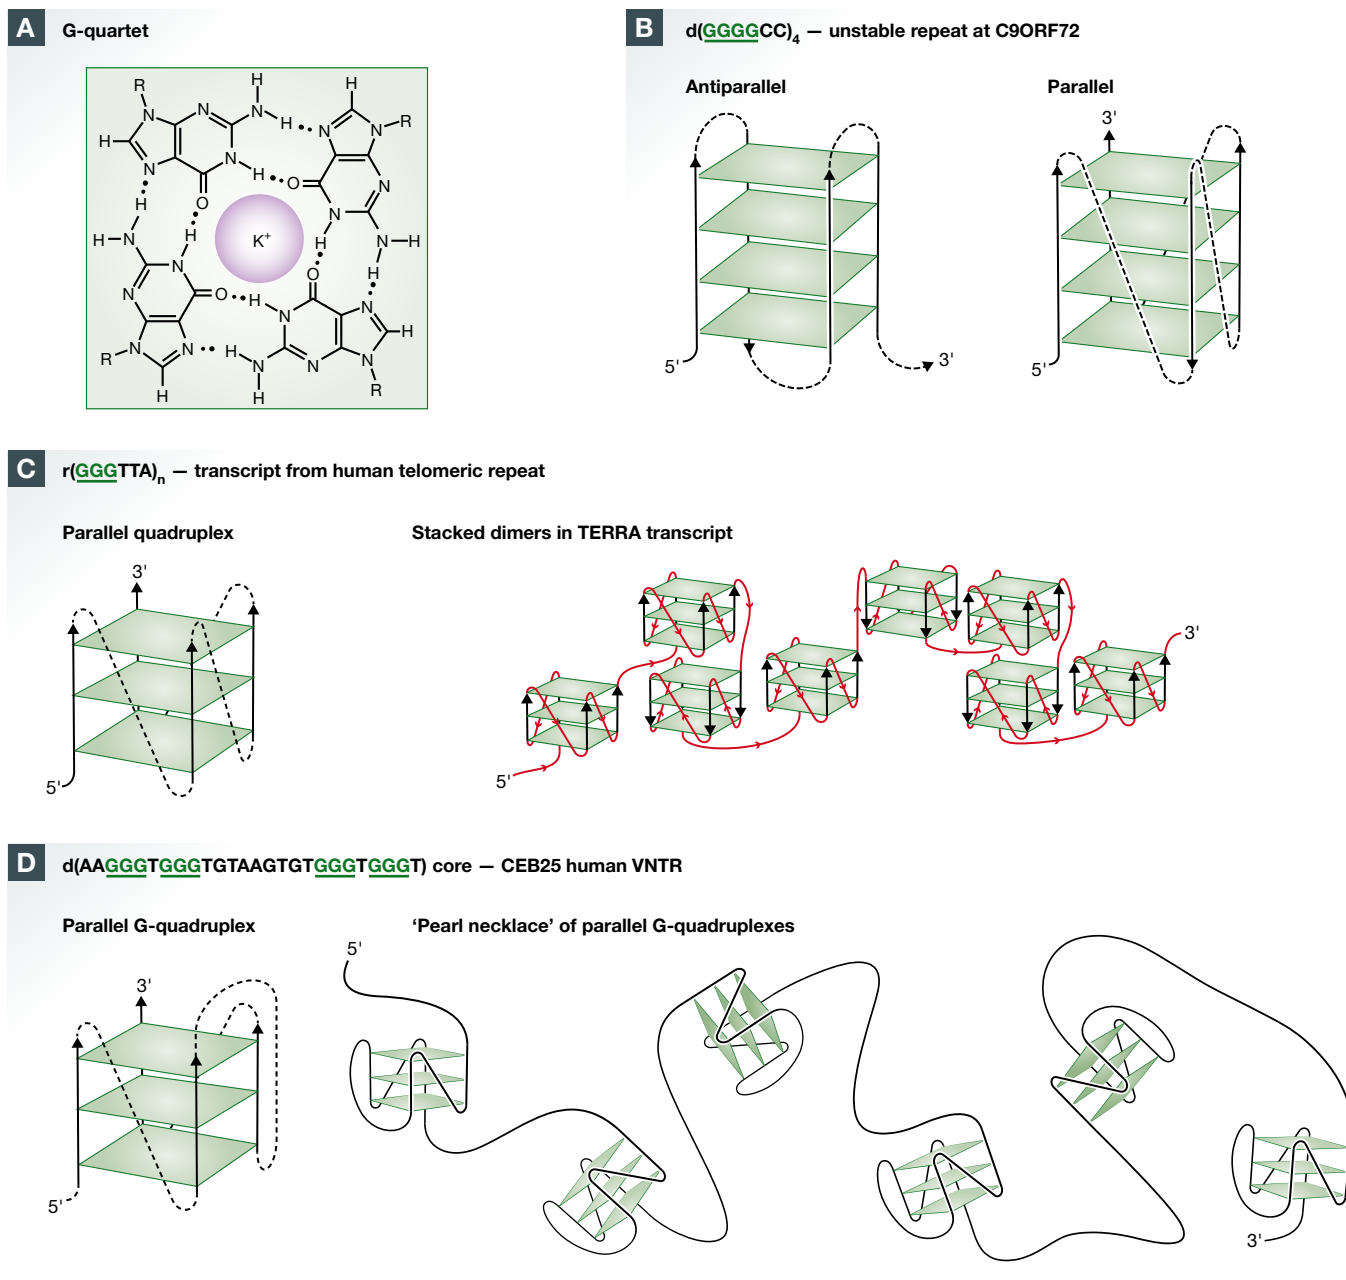 A G-quartet
R
H
N
N
H
N
H
H
N
N
R
H
N
N
H
O
N
O
H
N
H
H
K⁺
H
N
N
H
N
H
H
O
N
O
H
N
N
H
R
N
N
H
N
N
N
R
H
H
B d(GGGGCC)₄ — unstable repeat at C9ORF72
Antiparallel
Parallel
3'
5'
3'
5'
C r(GGGTTA)ₙ — transcript from human telomeric repeat
Parallel quadruplex
Stacked dimers in TERRA transcript
3'
5'
5'
3'
D d(AAGGGTGGGTGTAAGTGTGGGTGGGT) core — CEB25 human VNTR
Parallel G-quadruplex
‘Pearl necklace’ of parallel G-quadruplexes
3'
5'
5'
3'